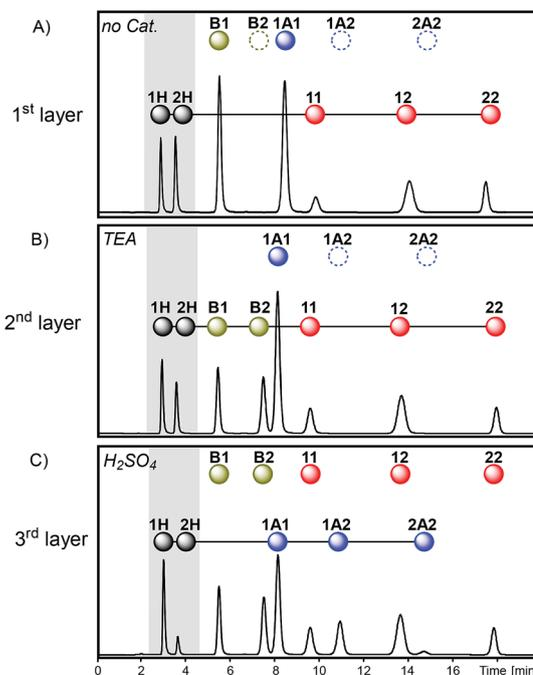 A) no Cat. B1 B2 1A1 1A2 2A2
1st layer 1H 2H 11 12 22
B) TEA 1A1 1A2 2A2
2nd layer 1H 2H B1 B2 11 12 22
C) H2SO4 B1 B2 11 12 22
3rd layer 1H 2H 1A1 1A2 2A2
0 2 4 6 8 10 12 14 16 Time [min